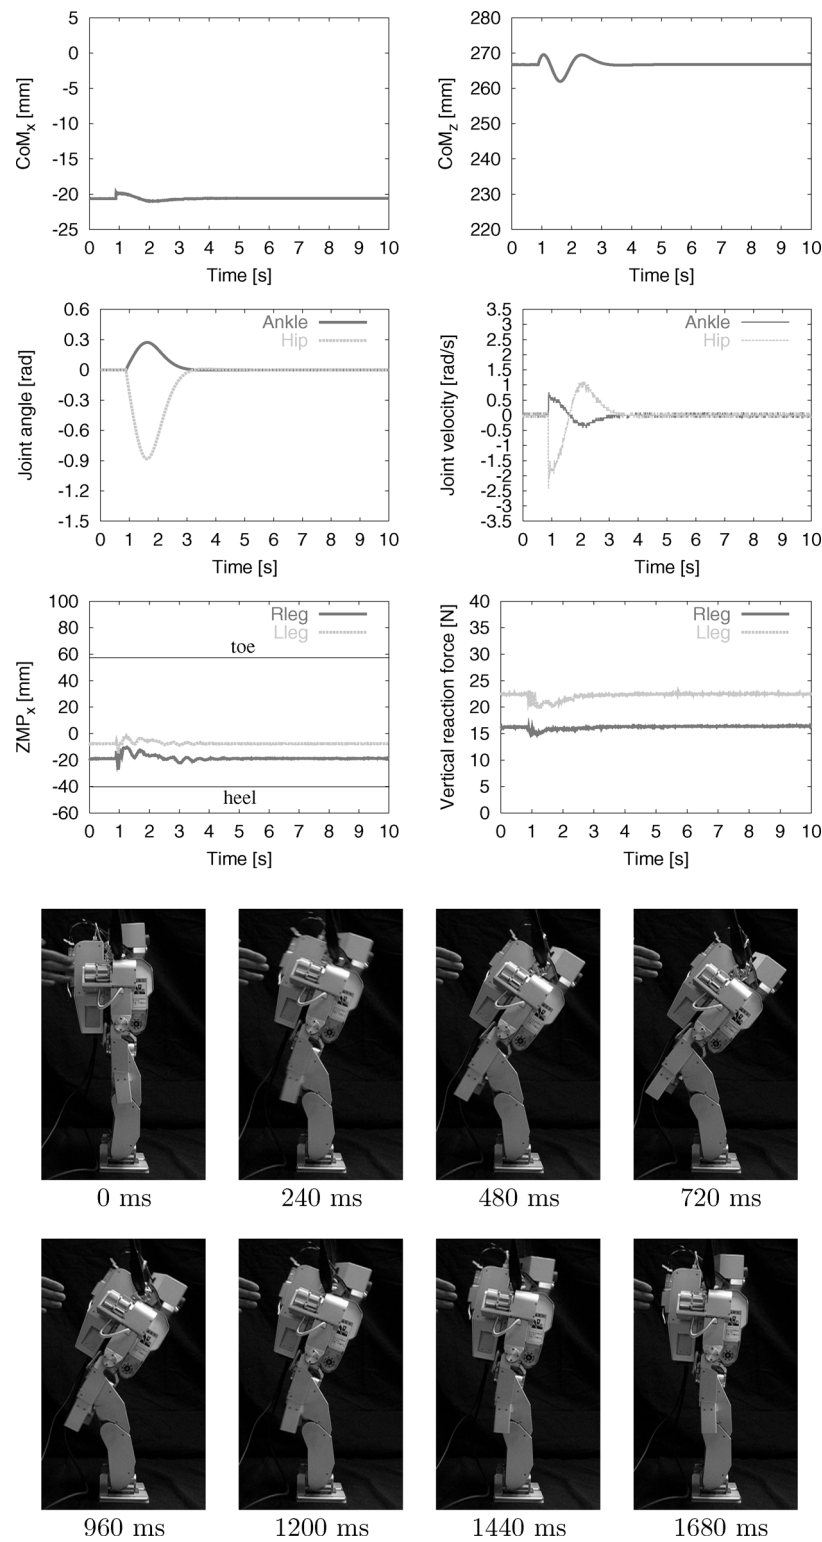 5
0
-5
-10
-15
-20
-25
CoMx [mm]
0 1 2 3 4 5 6 7 8 9 10
Time [s]
280
270
260
250
240
230
220
CoMz [mm]
0 1 2 3 4 5 6 7 8 9 10
Time [s]
0.6
0.3
0
-0.3
-0.6
-0.9
-1.2
-1.5
Joint angle [rad]
Ankle
Hip
0 1 2 3 4 5 6 7 8 9 10
Time [s]
3.5
3
2.5
2
1.5
1
0.5
0
-0.5
-1
-1.5
-2
-2.5
-3
-3.5
Joint velocity [rad/s]
Ankle
Hip
0 1 2 3 4 5 6 7 8 9 10
Time [s]
100
80
60
40
20
0
-20
-40
-60
ZMPx [mm]
Rleg
Lleg
toe
heel
0 1 2 3 4 5 6 7 8 9 10
Time [s]
40
35
30
25
20
15
10
5
0
Vertical reaction force [N]
Rleg
Lleg
0 1 2 3 4 5 6 7 8 9 10
Time [s]
0 ms 240 ms 480 ms 720 ms
960 ms 1200 ms 1440 ms 1680 ms